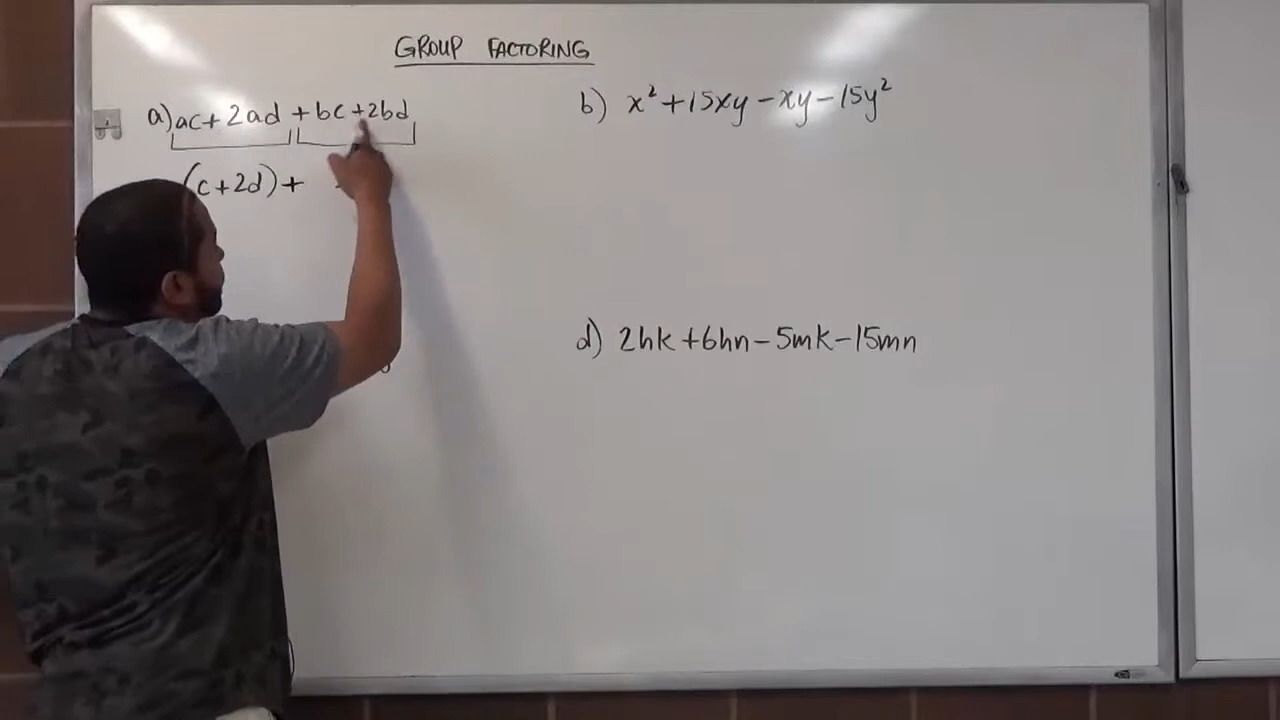 GROUP FACTORING
a) ac + 2ad + bc + 2bd
(c + 2d) +
b) x² + 15xy - xy - 15y²
d) 2hk + 6hn - 5mk - 15mn